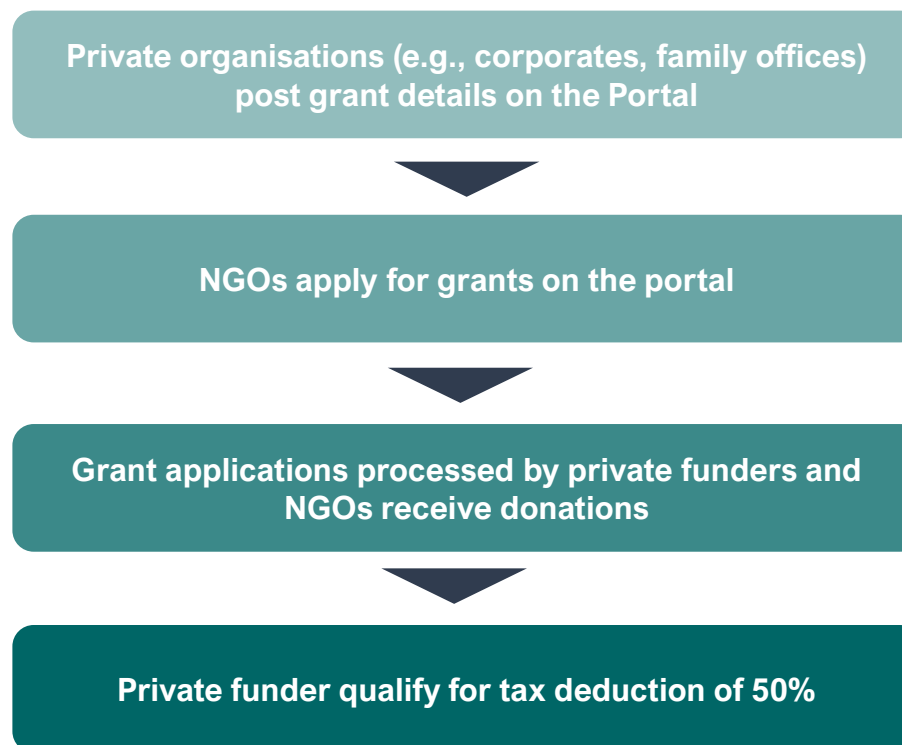 Private organisations (e.g., corporates, family offices)
post grant details on the Portal
NGOs apply for grants on the portal
Grant applications processed by private funders and
NGOs receive donations
Private funder qualify for tax deduction of 50%